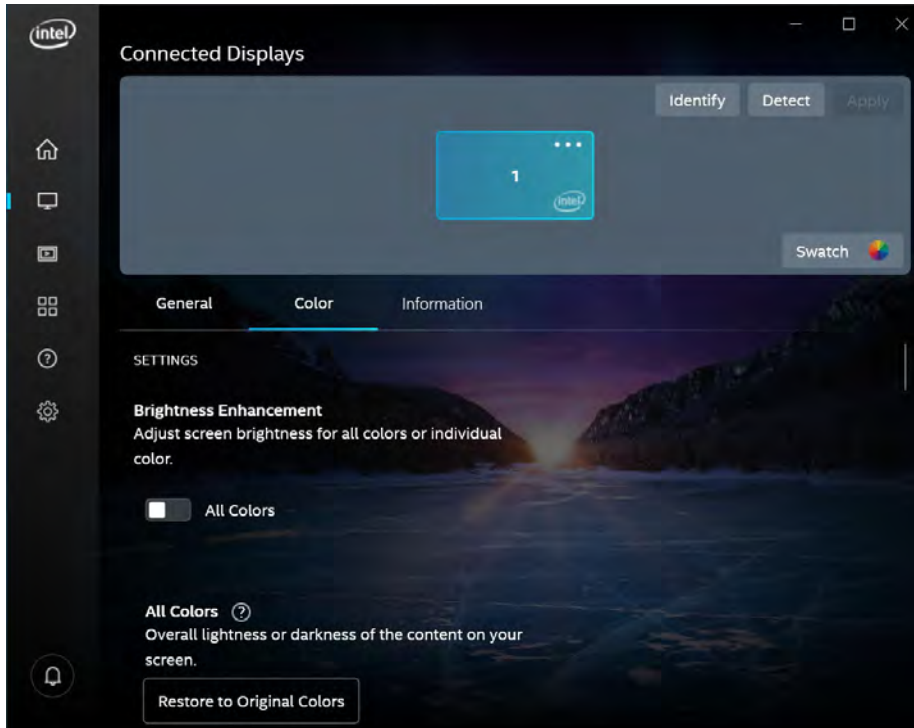 intel
Connected Displays
Identify
Detect
Apply
1
intel
Swatch
General
Color
Information
SETTINGS
Brightness Enhancement
Adjust screen brightness for all colors or individual
color.
All Colors
All Colors ?
Overall lightness or darkness of the content on your
screen.
Restore to Original Colors